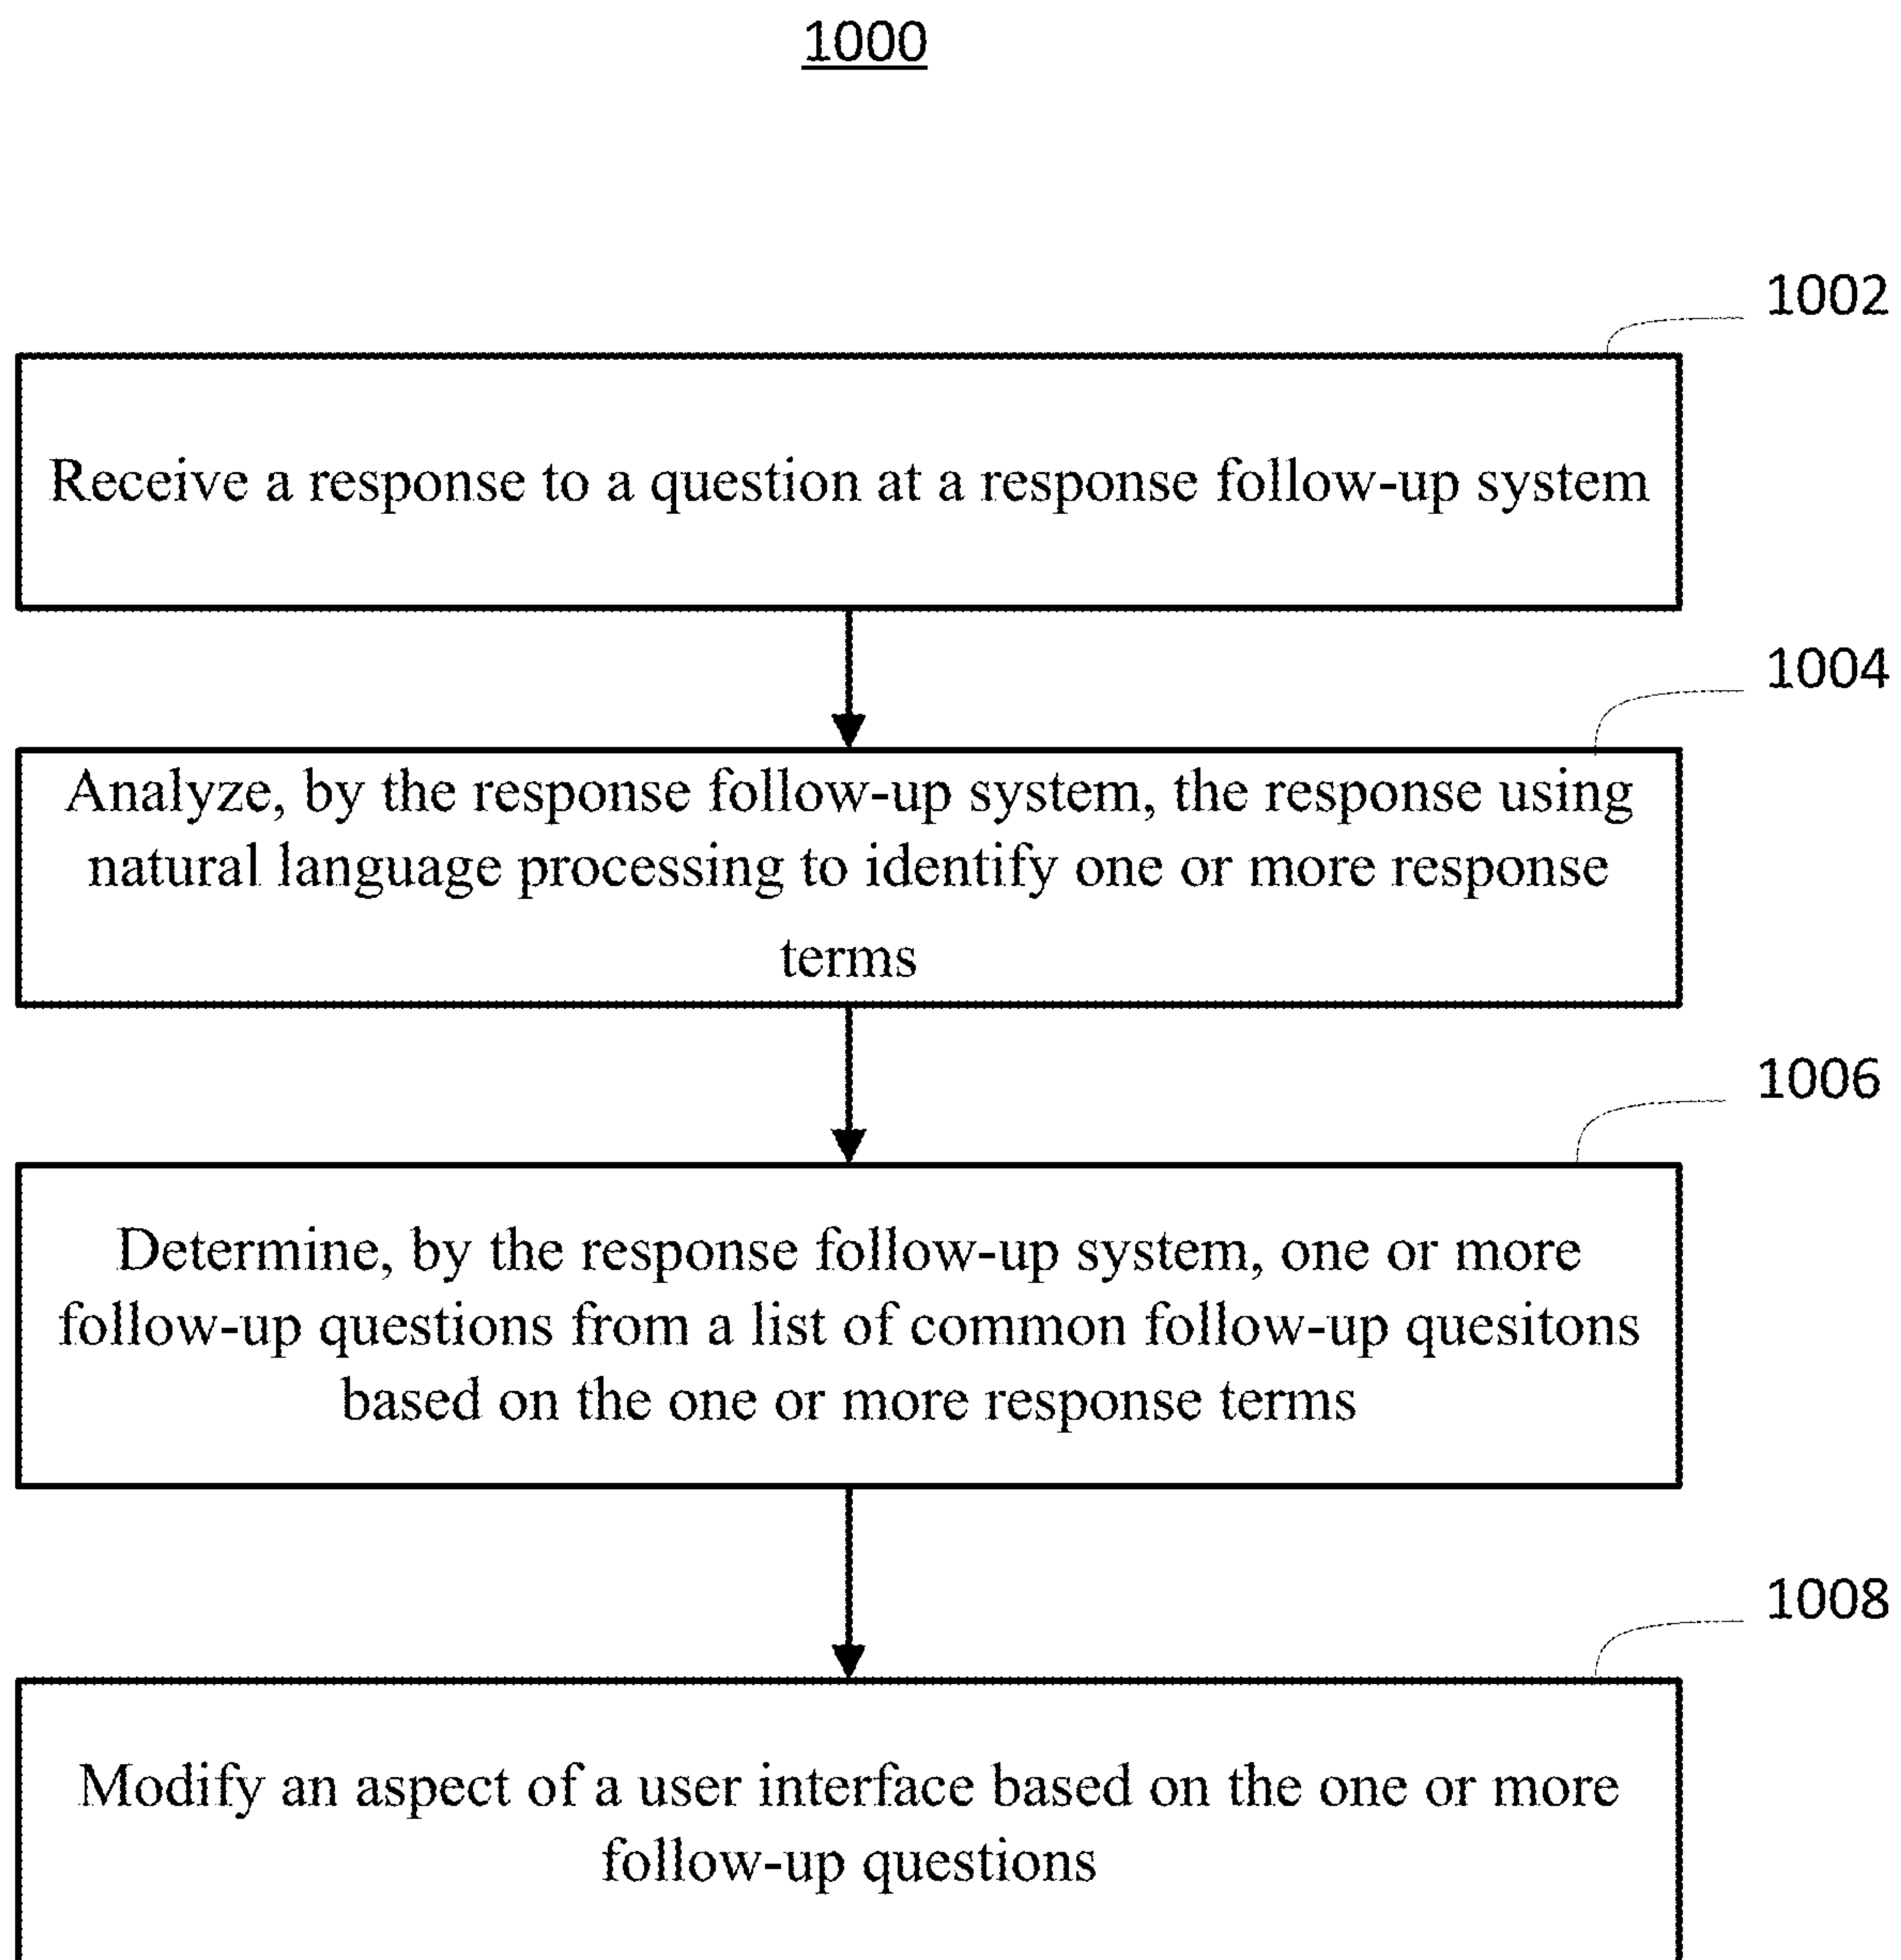 1000
1002
Receive a response to a question at a response follow-up system
1004
Analyze, by the response follow-up system, the response using
natural language processing to identify one or more response
terms
1006
Determine, by the response follow-up system, one or more
follow-up questions from a list of common follow-up quesitons
based on the one or more response terms
1008
Modify an aspect of a user interface based on the one or more
follow-up questions